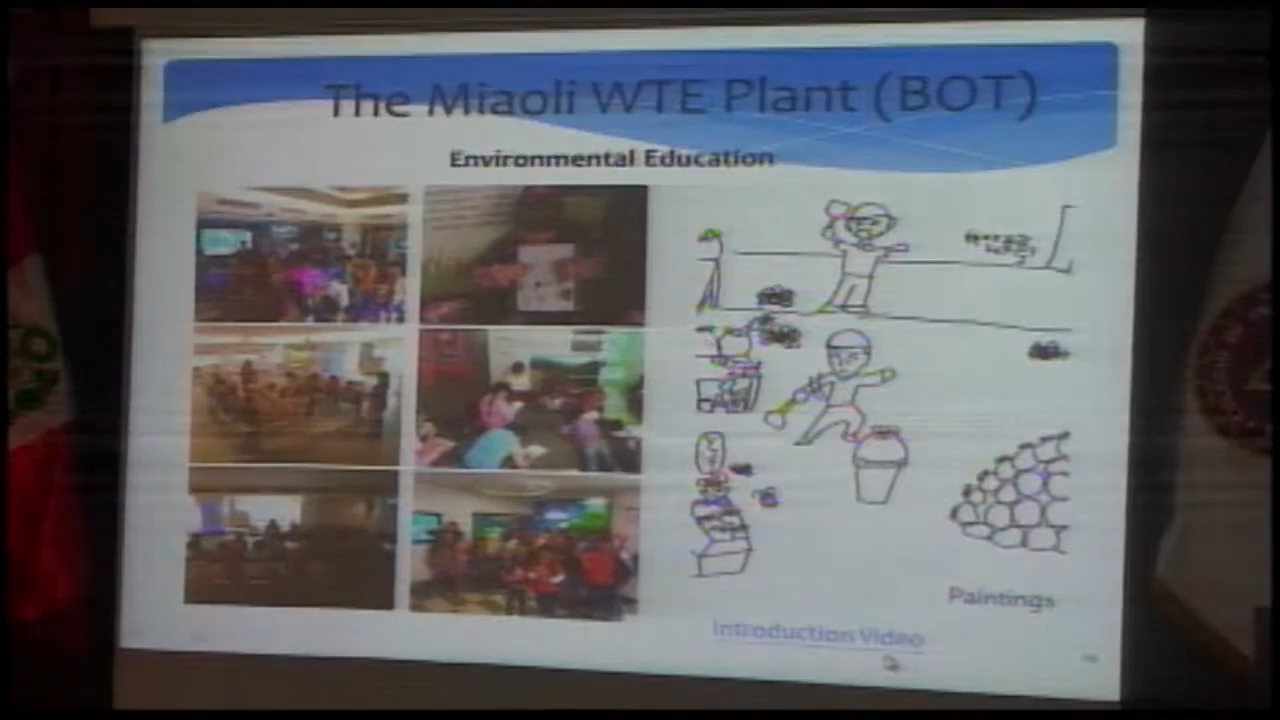 The Miaoli WTE Plant (BOT)
Environmental Education
Paintings
Introduction Video